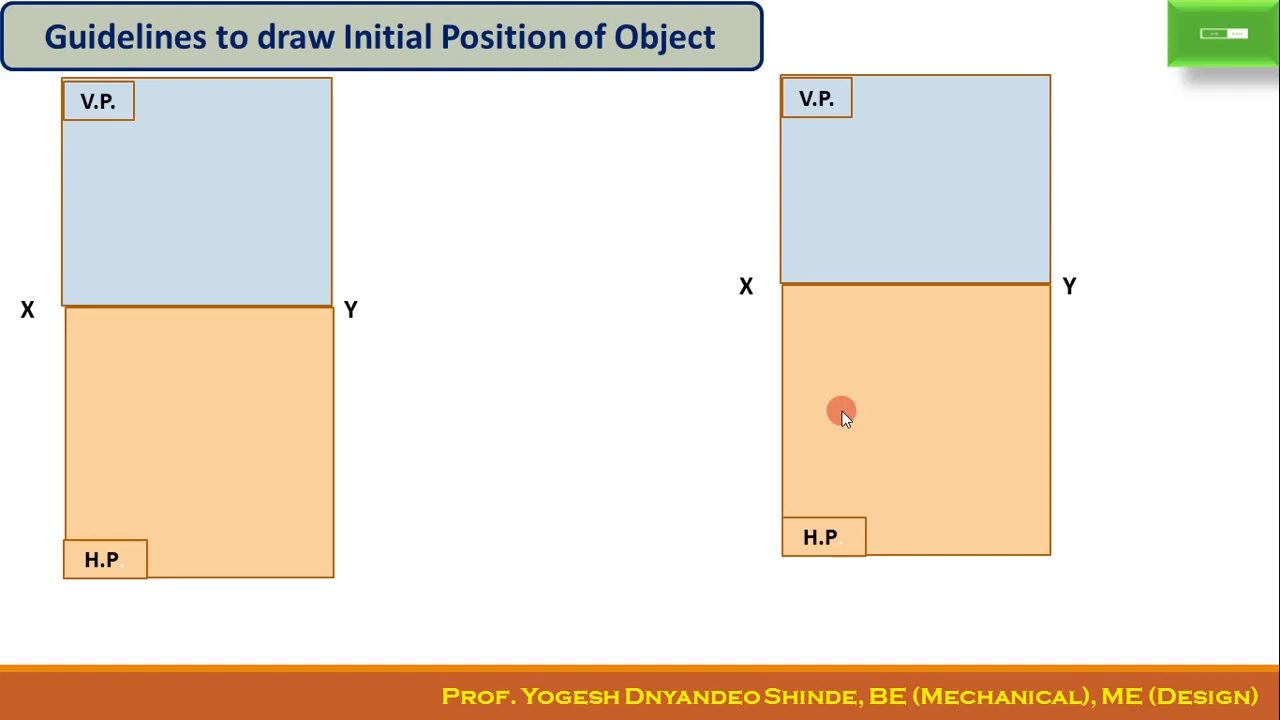 Guidelines to draw Initial Position of Object
V.P.
V.P.
X
Y
X
Y
H.P.
H.P.
Prof. Yogesh Dnyandeo Shinde, BE (Mechanical), ME (Design)